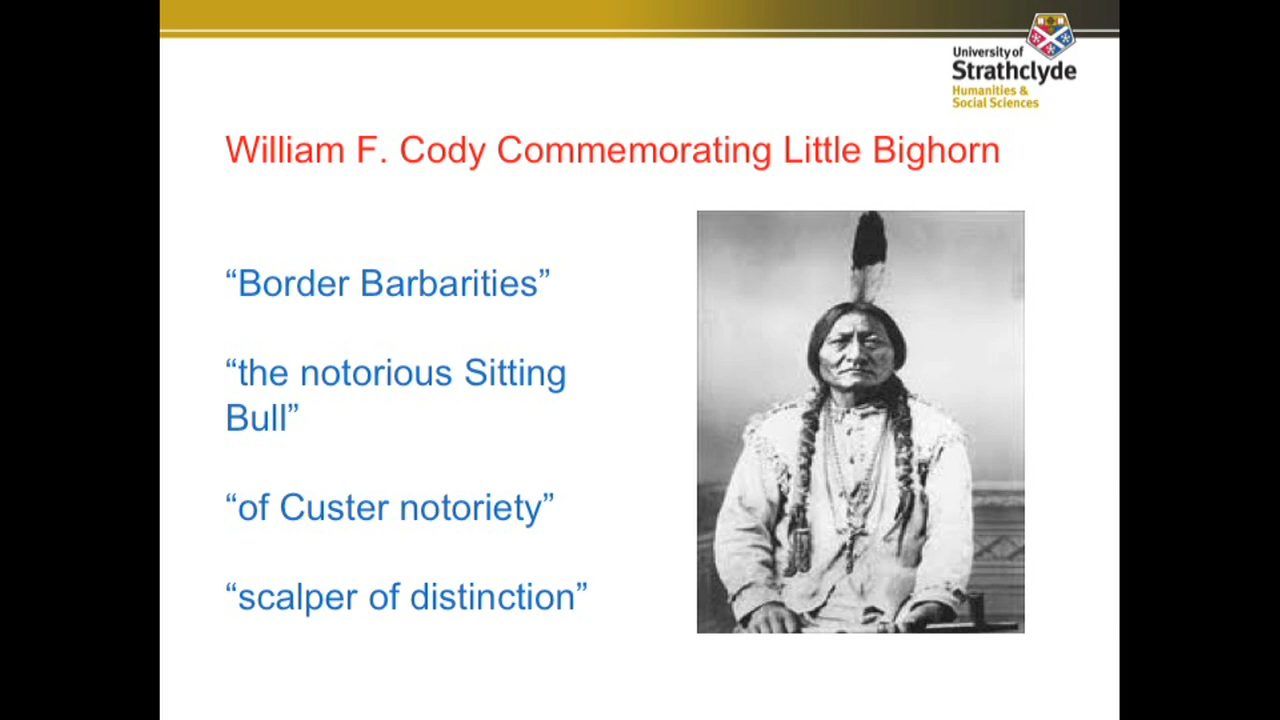 University of
Strathclyde
Humanities &
Social Sciences
William F. Cody Commemorating Little Bighorn
“Border Barbarities”
“the notorious Sitting
Bull”
“of Custer notoriety”
“scalper of distinction”